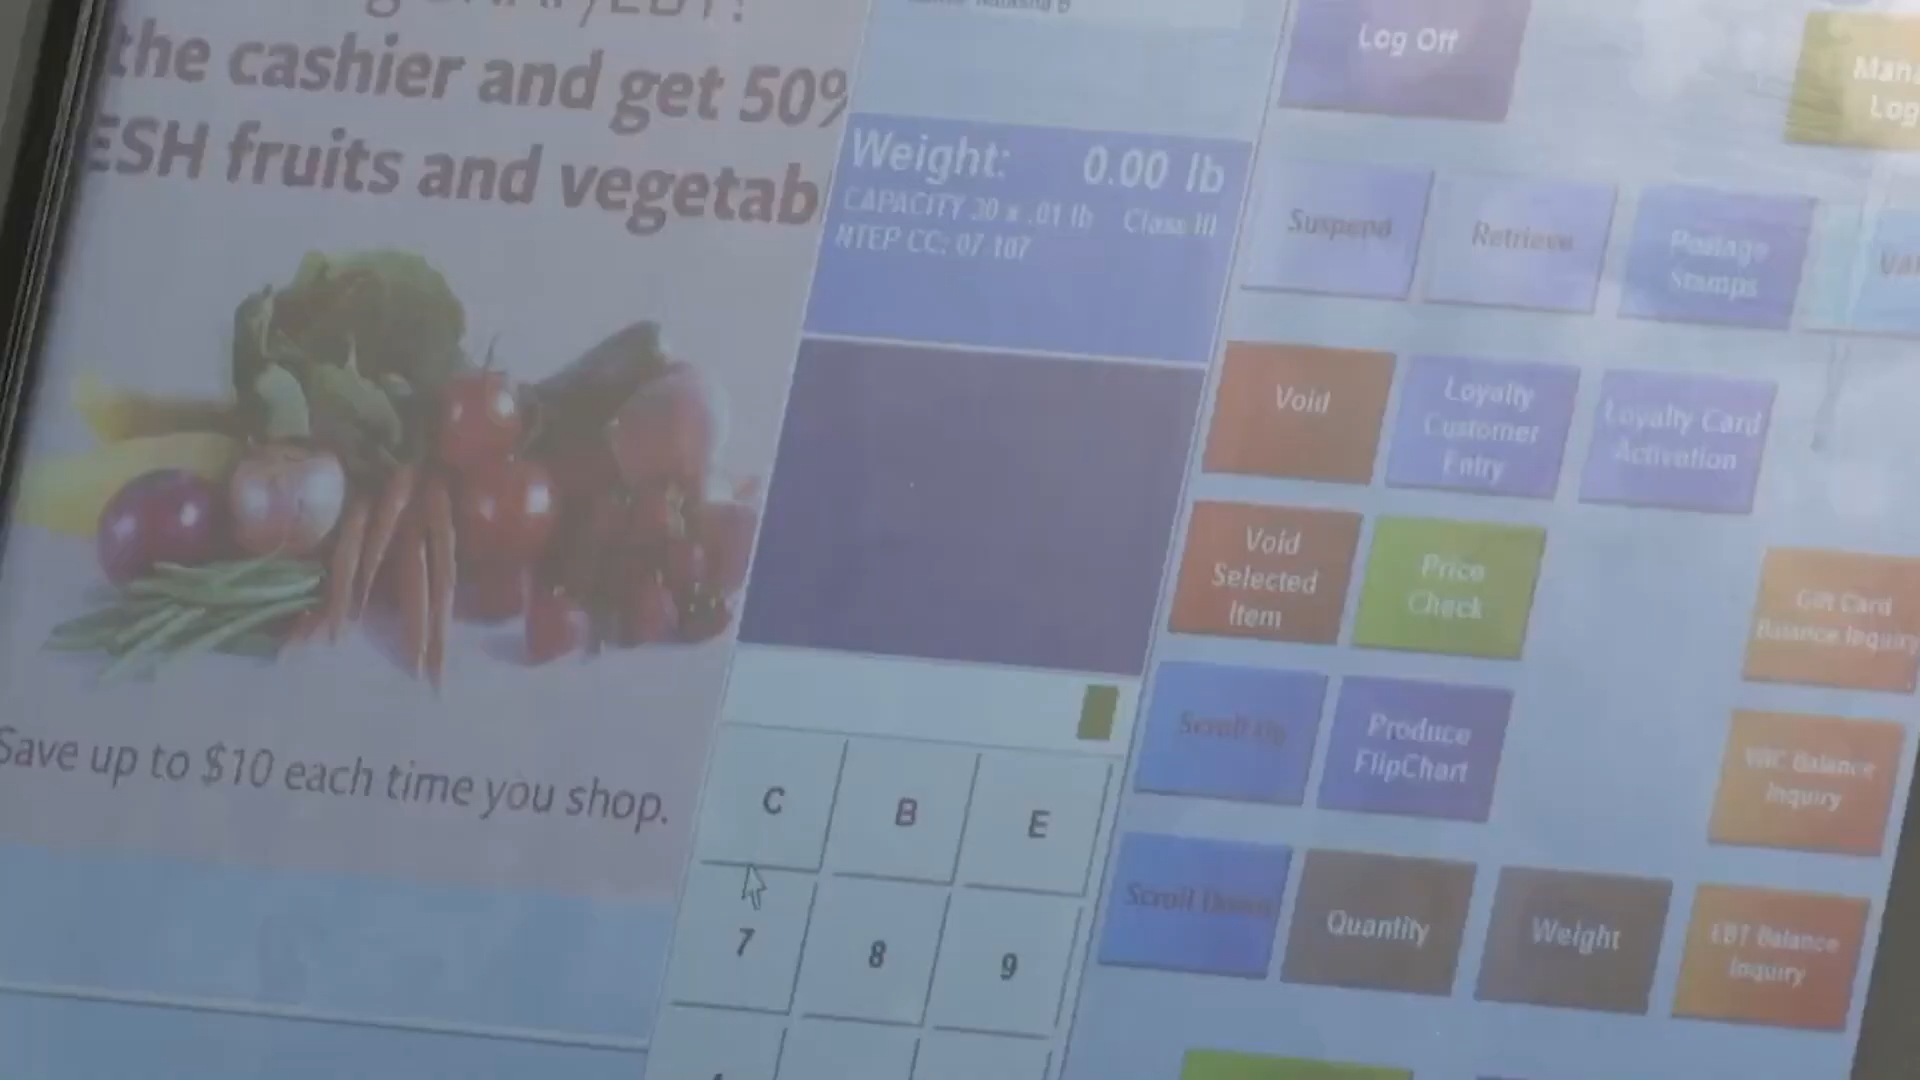 the cashier and get 50%
ESH fruits and vegetab
Save up to $10 each time you shop.
Natasha B
Weight: 0.00 lb
CAPACITY 30 x .01 lb Class III
NTEP CC: 07-107
C B E
7 8 9
Log Off
Suspend
Retrieve
Postage
Stamps
Void
Loyalty
Customer
Entry
Loyalty Card
Activation
Void
Selected
Item
Price
Check
Gift Card
Balance Inquiry
Scroll Up
Produce
FlipChart
WIC Balance
Inquiry
Scroll Down
Quantity
Weight
EBT Balance
Inquiry